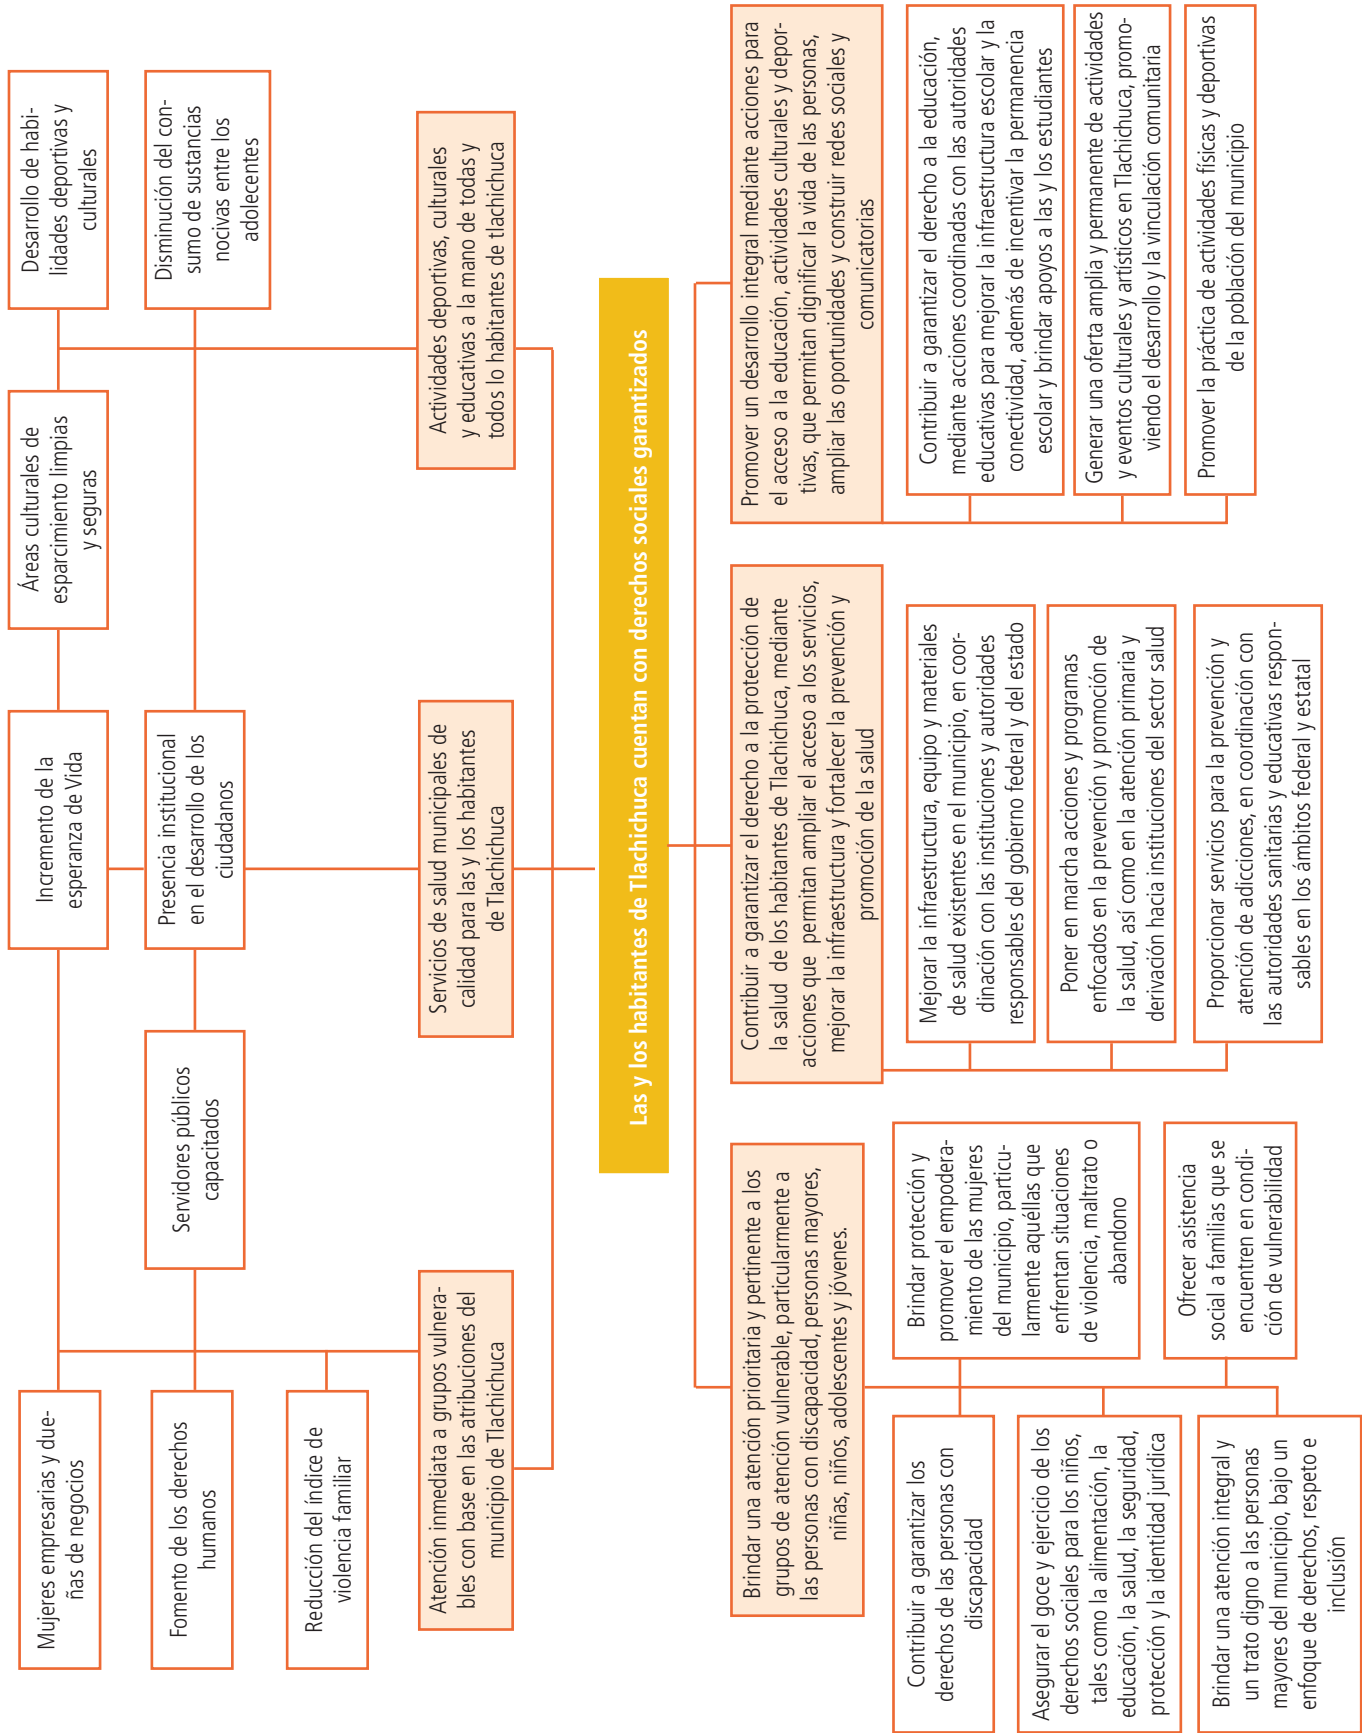 Mujeres empresarias y due-
ñas de negocios
Incremento de la
esperanza de Vida
Áreas culturales de
esparcimiento limpias
y seguras
Desarrollo de habi-
lidades deportivas y
culturales
Fomento de los derechos
humanos
Servidores públicos
capacitados
Presencia institucional
en el desarrollo de los
ciudadanos
Disminución del con-
sumo de sustancias
nocivas entre los
adolecentes
Reducción del índice de
violencia familiar
Atención inmediata a grupos vulnera-
bles con base en las atribuciones del
municipio de Tlachichuca
Servicios de salud municipales de
calidad para las y los habitantes
de Tlachichuca
Actividades deportivas, culturales
y educativas a la mano de todas y
todos lo habitantes de tlachichuca
Las y los habitantes de Tlachichuca cuentan con derechos sociales garantizados
Brindar una atención prioritaria y pertinente a los
grupos de atención vulnerable, particularmente a
las personas con discapacidad, personas mayores,
niñas, niños, adolescentes y jóvenes.
Contribuir a garantizar los
derechos de las personas con
discapacidad
Brindar protección y
promover el empodera-
miento de las mujeres
del municipio, particu-
larmente aquéllas que
enfrentan situaciones
de violencia, maltrato o
abandono
Asegurar el goce y ejercicio de los
derechos sociales para los niños,
tales como la alimentación, la
educación, la salud, la seguridad,
protección y la identidad jurídica
Ofrecer asistencia
social a familias que se
encuentren en condi-
ción de vulnerabilidad
Brindar una atención integral y
un trato digno a las personas
mayores del municipio, bajo un
enfoque de derechos, respeto e
inclusión
Contribuir a garantizar el derecho a la protección de
la salud de los habitantes de Tlachichuca, mediante
acciones que permitan ampliar el acceso a los servicios,
mejorar la infraestructura y fortalecer la prevención y
promoción de la salud
Mejorar la infraestructura, equipo y materiales
de salud existentes en el municipio, en coor-
dinación con las instituciones y autoridades
responsables del gobierno federal y del estado
Poner en marcha acciones y programas
enfocados en la prevención y promoción de
la salud, así como en la atención primaria y
derivación hacia instituciones del sector salud
Proporcionar servicios para la prevención y
atención de adicciones, en coordinación con
las autoridades sanitarias y educativas respon-
sables en los ámbitos federal y estatal
Promover un desarrollo integral mediante acciones para
el acceso a la educación, actividades culturales y depor-
tivas, que permitan dignificar la vida de las personas,
ampliar las oportunidades y construir redes sociales y
comunicatorias
Contribuir a garantizar el derecho a la educación,
mediante acciones coordinadas con las autoridades
educativas para mejorar la infraestructura escolar y la
conectividad, además de incentivar la permanencia
escolar y brindar apoyos a las y los estudiantes
Generar una oferta amplia y permanente de actividades
y eventos culturales y artísticos en Tlachichuca, promo-
viendo el desarrollo y la vinculación comunitaria
Promover la práctica de actividades físicas y deportivas
de la población del municipio